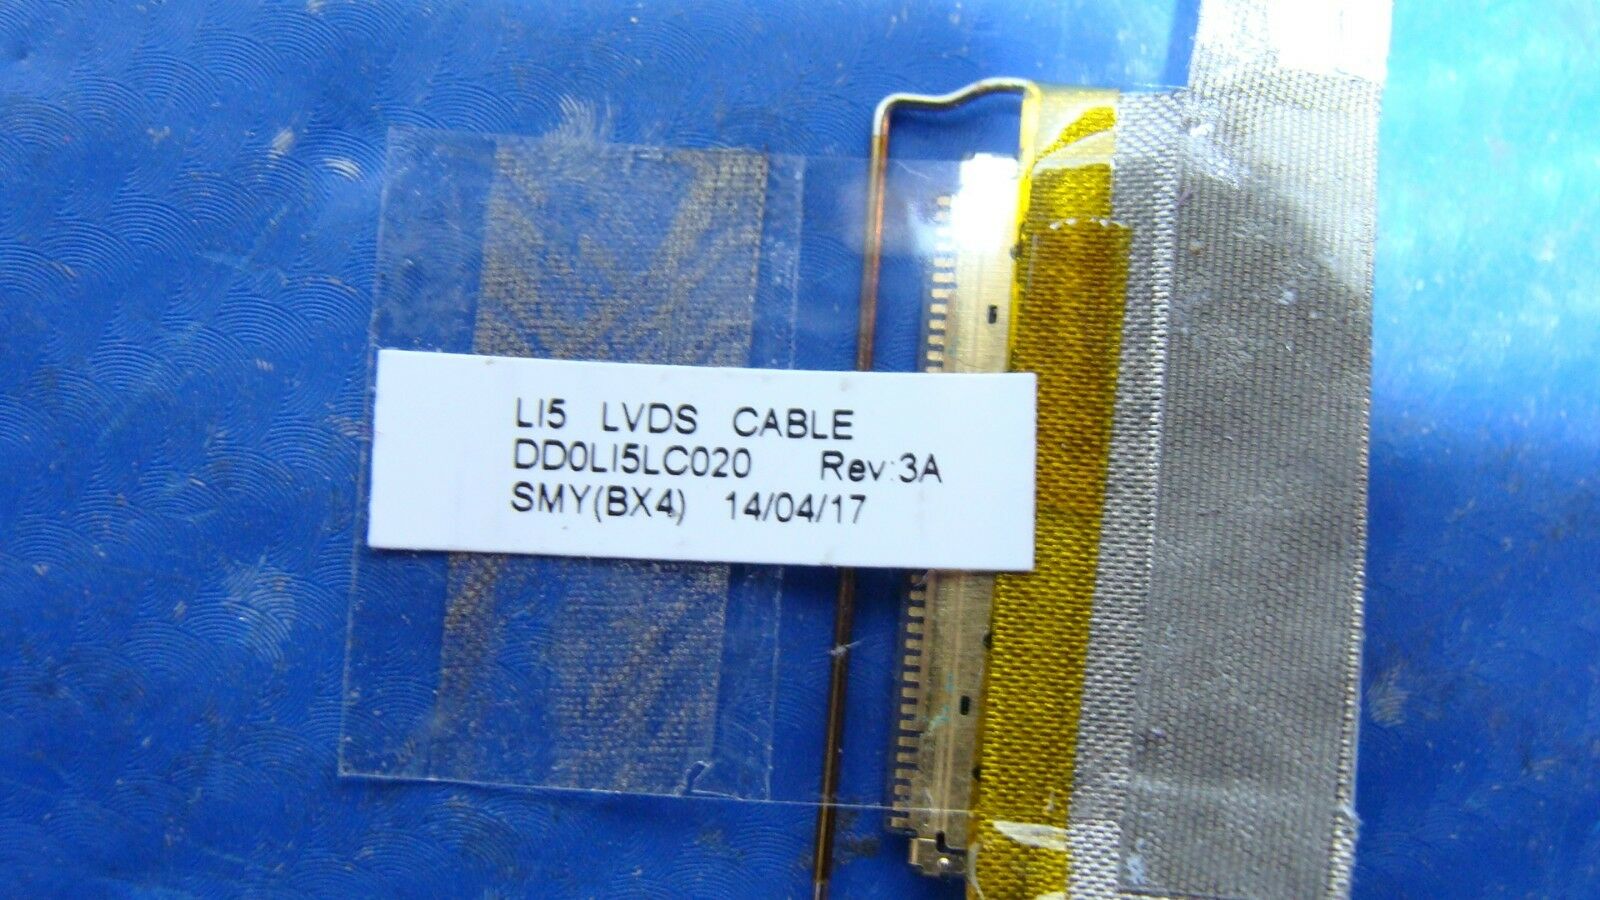 LI5 LVDS CABLE
DD0LI5LC020 Rev:3A
SMY(BX4) 14/04/17